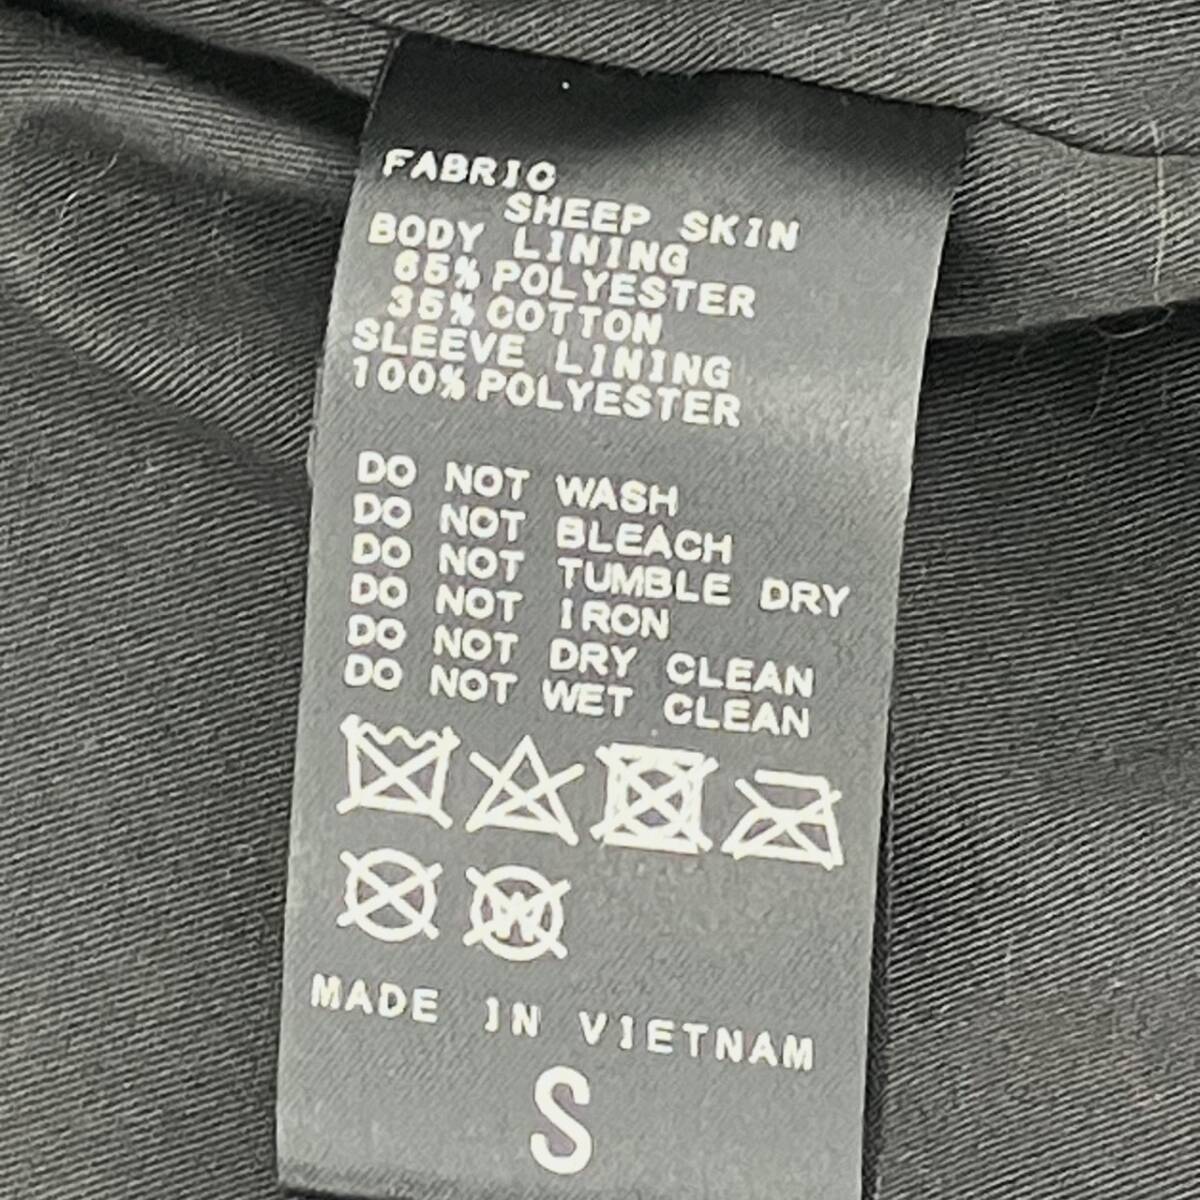 FABRIC
SHEEP SKIN
BODY LINING
65% POLYESTER
35% COTTON
SLEEVE LINING
100% POLYESTER
DO NOT WASH
DO NOT BLEACH
DO NOT TUMBLE DRY
DO NOT IRON
DO NOT DRY CLEAN
DO NOT WET CLEAN
W
MADE IN VIETNAM
S